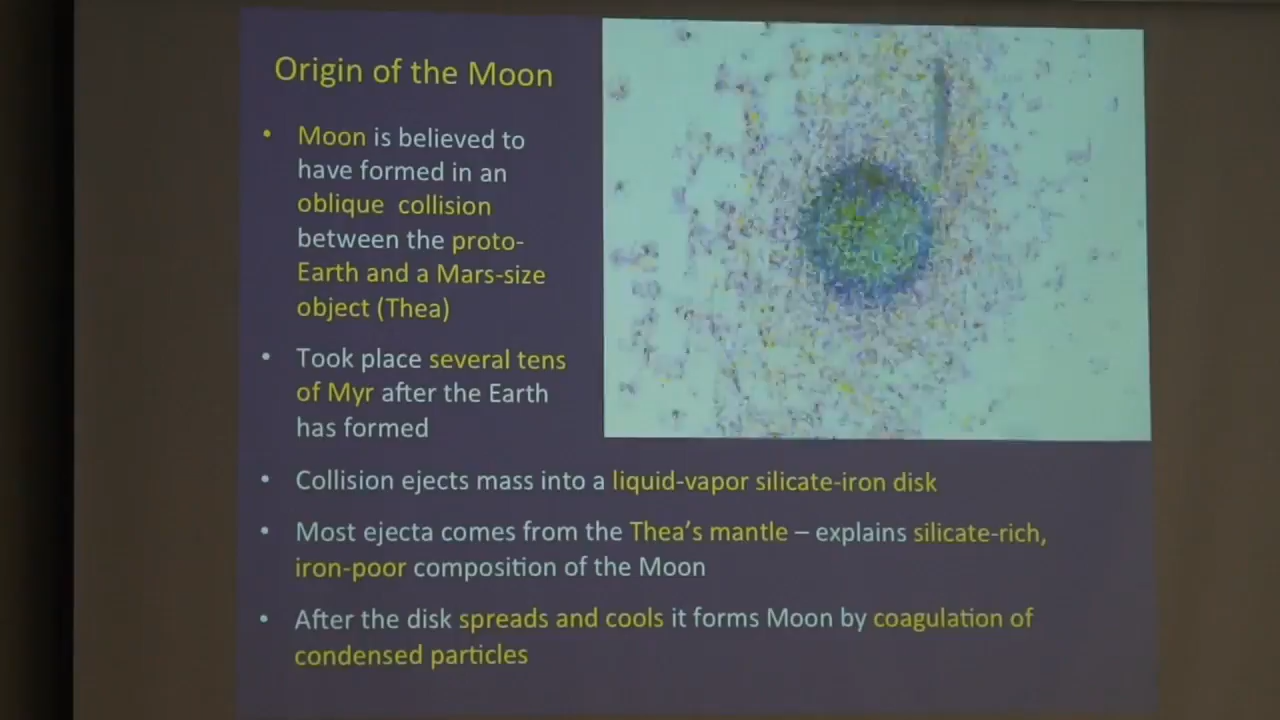 Origin of the Moon
• Moon is believed to
have formed in an
oblique collision
between the proto-
Earth and a Mars-size
object (Thea)
• Took place several tens
of Myr after the Earth
has formed
• Collision ejects mass into a liquid-vapor silicate-iron disk
• Most ejecta comes from the Thea's mantle – explains silicate-rich,
iron-poor composition of the Moon
• After the disk spreads and cools it forms Moon by coagulation of
condensed particles